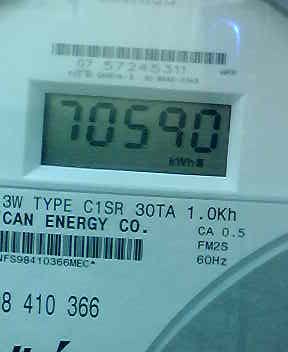 07 57245311
70590
kWh
3W TYPE C1SR 30TA 1.0Kh
CAN ENERGY CO.
CA 0.5
FM2S
60Hz
NFS98410366MEC*
8 410 366